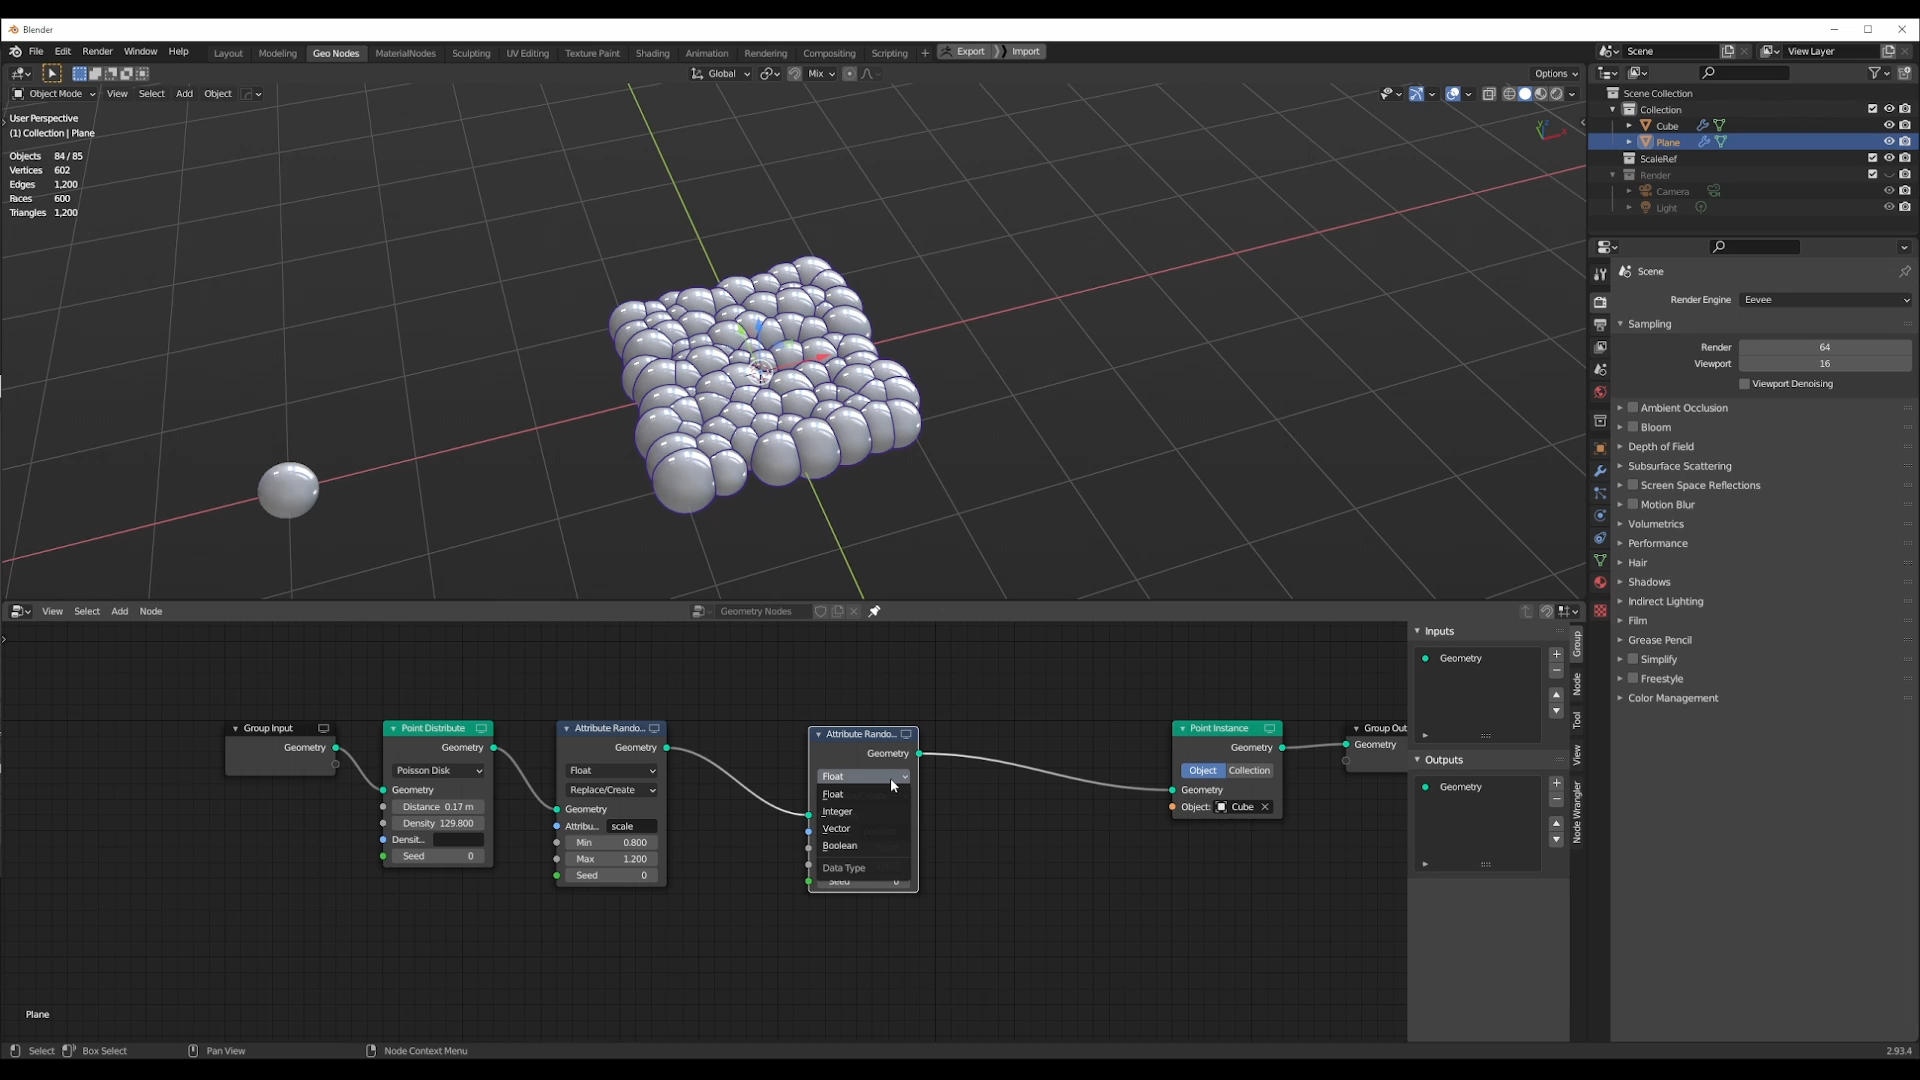 Blender
File Edit Render Window Help
Layout Modeling Geo Nodes MaterialNodes Sculpting UV Editing Texture Paint Shading Animation Rendering Compositing Scripting + Export Import
Scene View Layer
Global Mix Options
Object Mode View Select Add Object
User Perspective
(1) Collection | Plane
Objects 84 / 85
Vertices 602
Edges 1,200
Faces 600
Triangles 1,200
Scene Collection
Collection
Cube
Plane
ScaleRef
Render
Camera
Light
Scene
Render Engine Eevee
Sampling
Render 64
Viewport 16
Viewport Denoising
Ambient Occlusion
Bloom
Depth of Field
Subsurface Scattering
Screen Space Reflections
Motion Blur
Volumetrics
Performance
Hair
Shadows
Indirect Lighting
Film
Grease Pencil
Simplify
Freestyle
Color Management
View Select Add Node
Geometry Nodes
Group Input
Geometry
Point Distribute
Geometry
Poisson Disk
Geometry
Distance 0.17 m
Density 129.800
Densit..
Seed 0
Attribute Rando...
Geometry
Float
Replace/Create
Geometry
Attribu... scale
Min 0.800
Max 1.200
Seed 0
Attribute Rando...
Geometry
Float
Float
Integer
Vector
Boolean
Data Type
Seed 0
Point Instance
Geometry
Object Collection
Geometry
Object: Cube
Group Out
Geometry
Inputs
Geometry
Outputs
Geometry
Group
Node
Tool
View
Node Wrangler
Plane
Select Box Select Pan View Node Context Menu
2.93.4